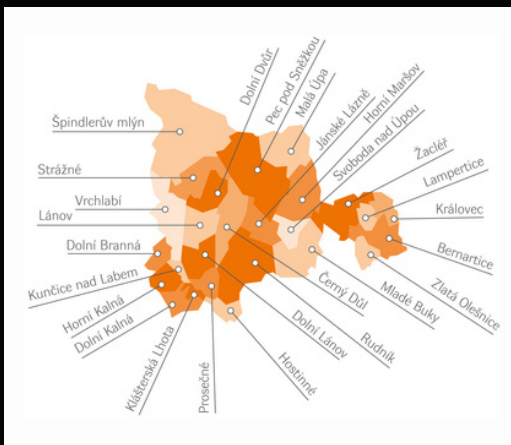 Špindlerův mlýn
Strážné
Vrchlabí
Lánov
Dolní Branná
Kunčice nad Labem
Horní Kalná
Dolní Kalná
Klášterská Lhota
Prosečné
Hostinné
Dolní Lánov
Rudník
Černý Důl
Mladé Buky
Zlatá Olešnice
Bernartice
Královec
Lampertice
Žacléř
Svoboda nad Úpou
Horní Maršov
Jánské Lázně
Malá Úpa
Pec pod Sněžkou
Dolní Dvůr